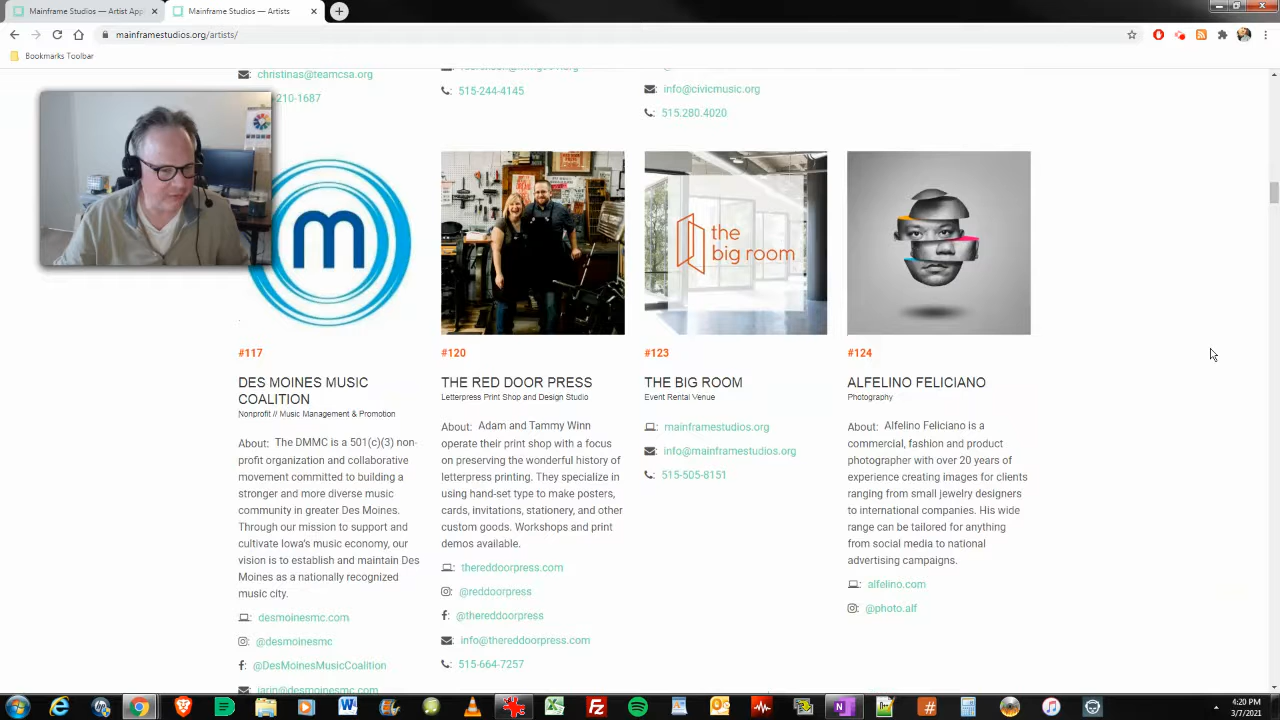 Mainframe Studios — Artist App
Mainframe Studios – Artists
mainframestudios.org/artists/
Bookmarks Toolbar
christinas@teamcsa.org
515-244-4145
info@civicmusic.org
-210-1687
515.280.4020
m
the
big room
#117
DES MOINES MUSIC
COALITION
Nonprofit // Music Management & Promotion
About: The DMMC is a 501(c)(3) non-
profit organization and collaborative
movement committed to building a
stronger and more diverse music
community in greater Des Moines.
Through our mission to support and
cultivate Iowa's music economy, our
vision is to establish and maintain Des
Moines as a nationally recognized
music city.
desmoinesmc.com
@desmoinesmc
@DesMoinesMusicCoalition
jarin@desmoinesmc.com
#120
THE RED DOOR PRESS
Letterpress Print Shop and Design Studio
About: Adam and Tammy Winn
operate their print shop with a focus
on preserving the wonderful history of
letterpress printing. They specialize in
using hand-set type to make posters,
cards, invitations, stationery, and other
custom goods. Workshops and print
demos available.
thereddoorpress.com
@reddoorpress
@thereddoorpress
info@thereddoorpress.com
515-664-7257
#123
THE BIG ROOM
Event Rental Venue
mainframestudios.org
info@mainframestudios.org
515-505-8151
#124
ALFELINO FELICIANO
Photography
About: Alfelino Feliciano is a
commercial, fashion and product
photographer with over 20 years of
experience creating images for clients
ranging from small jewelry designers
to international companies. His wide
range can be tailored for anything
from social media to national
advertising campaigns.
alfelino.com
@photo.alf
4:20 PM
3/7/2021